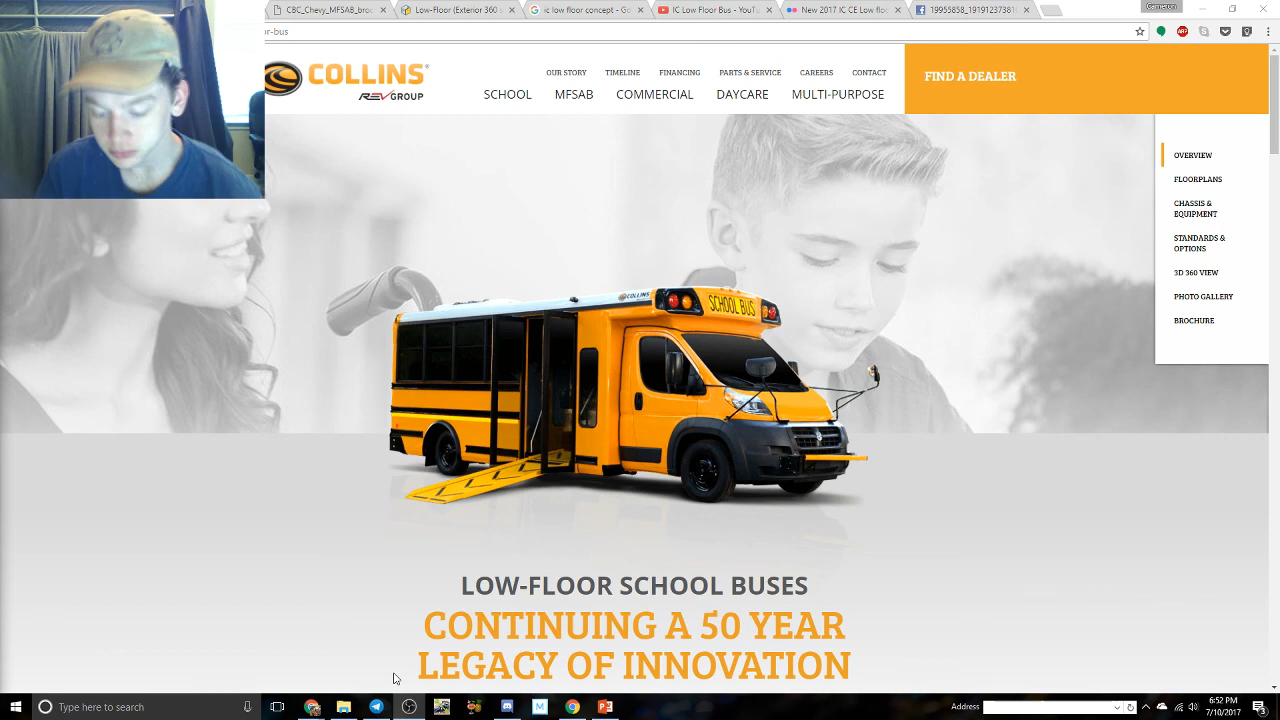 CBC_Chevy_MFSAB_broc
Low-Floor (Exterior 360
ic low floor concept - Go
IC Low Floor Bus - YouTu
New 2017 IC CE Low floo
19955858_19191237381
Cameron
or-bus
COLLINS
REV GROUP
OUR STORY TIMELINE FINANCING PARTS & SERVICE CAREERS CONTACT
SCHOOL MFSAB COMMERCIAL DAYCARE MULTI-PURPOSE
FIND A DEALER
OVERVIEW
FLOORPLANS
CHASSIS &
EQUIPMENT
STANDARDS &
OPTIONS
3D 360 VIEW
PHOTO GALLERY
BROCHURE
COLLINS
SCHOOL BUS
LOW-FLOOR SCHOOL BUSES
CONTINUING A 50 YEAR
LEGACY OF INNOVATION
Type here to search
Address
6:52 PM
7/10/2017